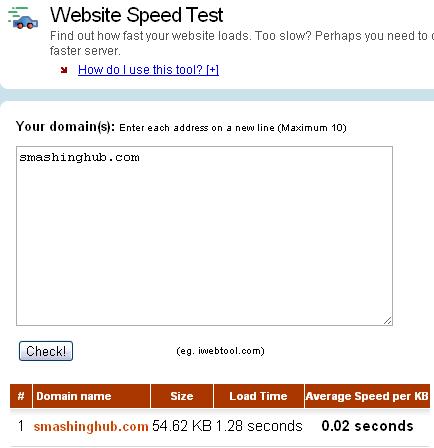 Website Speed Test
Find out how fast your website loads. Too slow? Perhaps you need to
faster server.
How do I use this tool? [+]
Your domain(s): Enter each address on a new line (Maximum 10)
smashinghub.com
Check!
(eg. iwebtool.com)
# Domain name Size Load Time Average Speed per KB
1 smashinghub.com 54.62 KB 1.28 seconds 0.02 seconds